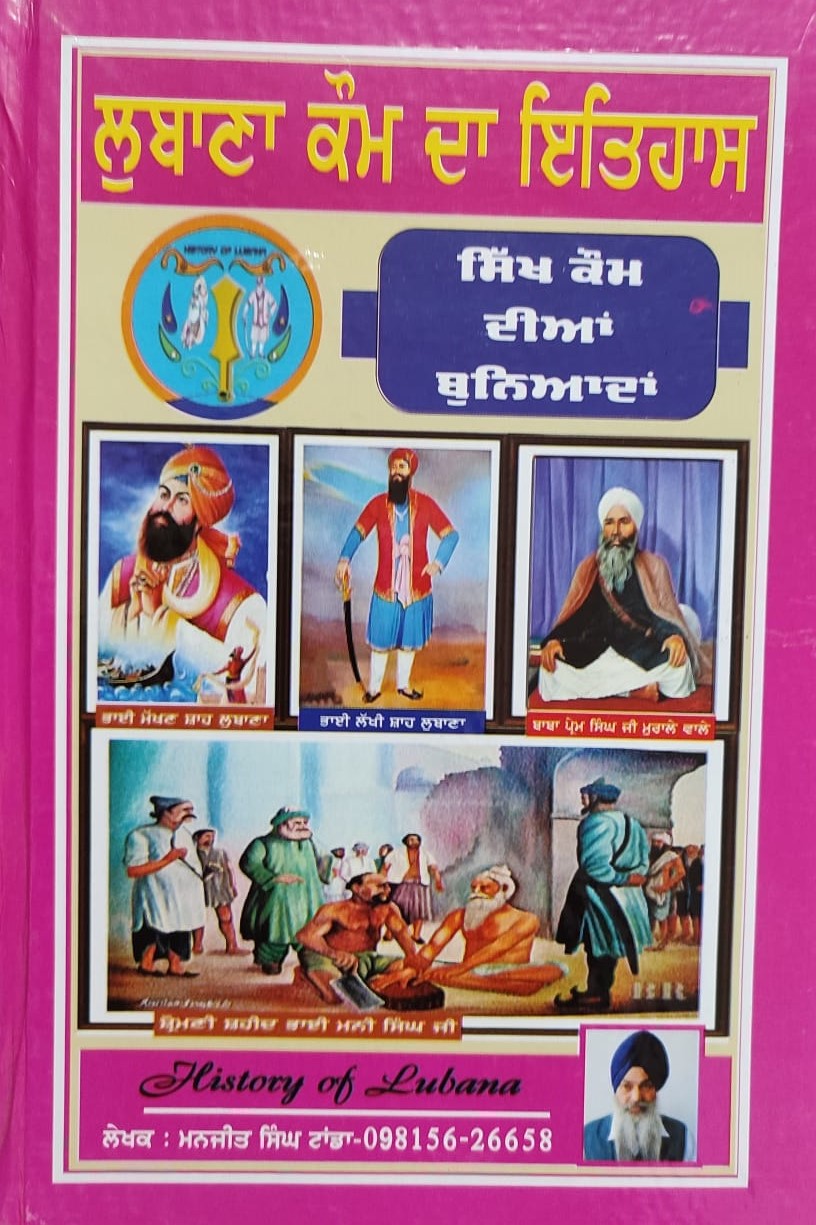 ਲੁਬਾਣਾ ਕੌਮ ਦਾ ਇਤਿਹਾਸ
HISTORY OF LUBANA
ਸਿੱਖ ਕੌਮ
ਦੀਆਂ
ਬੁਨਿਆਦਾਂ
ਭਾਈ ਮੱਖਣ ਸ਼ਾਹ ਲੁਬਾਣਾ
ਭਾਈ ਲੱਖੀ ਸ਼ਾਹ ਲੁਬਾਣਾ
ਬਾਬਾ ਪ੍ਰੇਮ ਸਿੰਘ ਜੀ ਮੁਰਾਲੇ ਵਾਲੇ
ਸ਼੍ਰੋਮਣੀ ਸ਼ਹੀਦ ਭਾਈ ਮਨੀ ਸਿੰਘ ਜੀ
History of Lubana
ਲੇਖਕ : ਮਨਜੀਤ ਸਿੰਘ ਟਾਂਡਾ-098156-26658